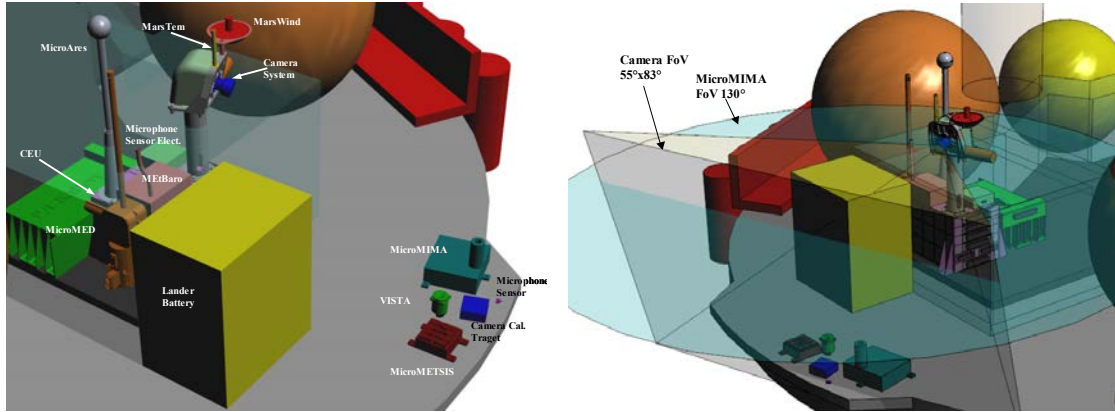 MarsTem
MarsWind
MicroAres
Camera
System
Microphone
Sensor Elect.
CEU
MEtBaro
MicroMED
Lander
Battery
MicroMIMA
Microphone
Sensor
VISTA
Camera Cal.
Traget
MicroMETSIS
Camera FoV
55°x83°
MicroMIMA
FoV 130°